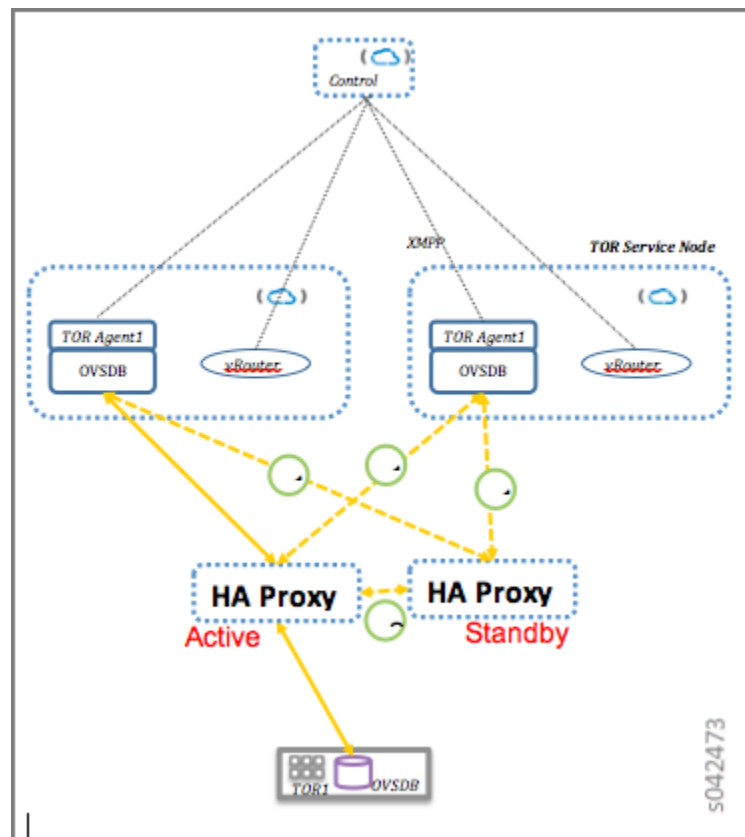 Control
XMPP
TOR Service Node
TOR Agent1
OVSDB
vRouter
TOR Agent1
OVSDB
vRouter
HA Proxy
Active
HA Proxy
Standby
TOR1
OVSDB
s042473